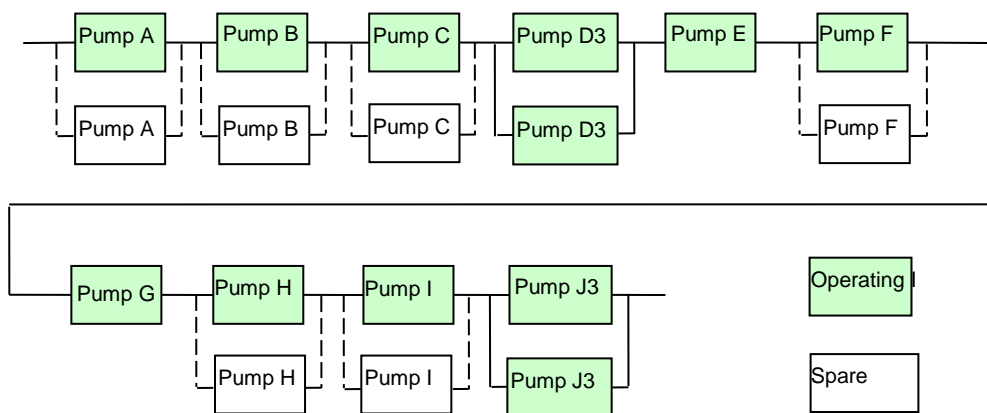 Pump A
Pump B
Pump C
Pump D3
Pump E
Pump F
Pump A
Pump B
Pump C
Pump D3
Pump F
Pump G
Pump H
Pump I
Pump J3
Operating
Pump H
Pump I
Pump J3
Spare